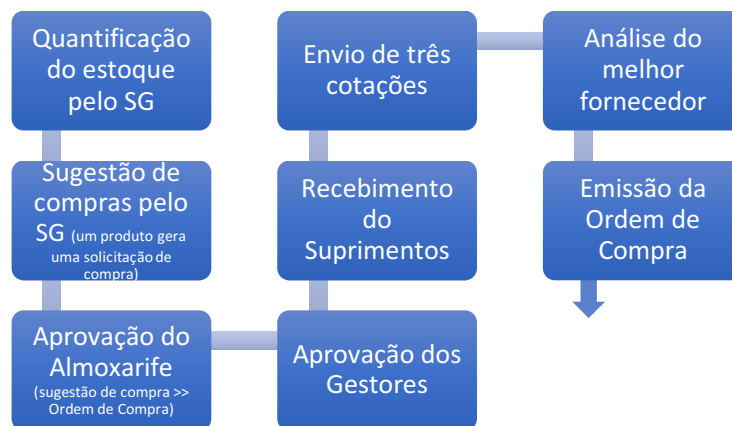 Quantificação
do estoque
pelo SG
Sugestão de
compras pelo
SG (um produto gera
uma solicitação de
compra)
Aprovação do
Almoxarife
(sugestão de compra >>
Ordem de Compra)
Aprovação dos
Gestores
Recebimento
do
Suprimentos
Envio de três
cotações
Análise do
melhor
fornecedor
Emissão da
Ordem de
Compra